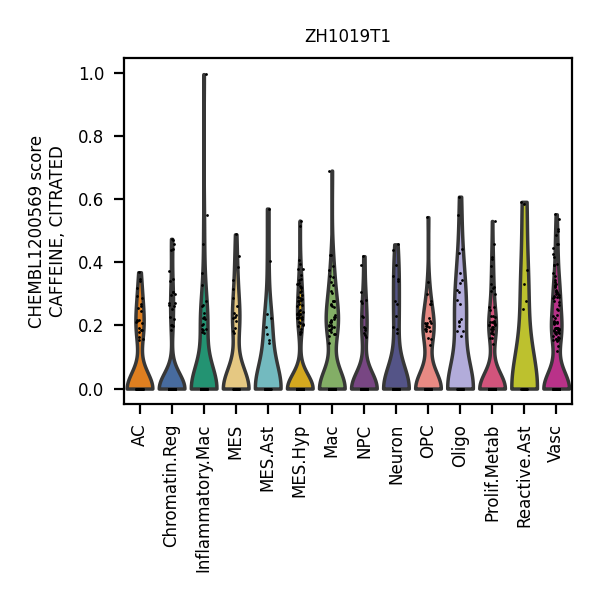 ZH1019T1
CHEMBL1200569 score
CAFFEINE, CITRATED
1.0
0.8
0.6
0.4
0.2
0.0
AC
Chromatin.Reg
Inflammatory.Mac
MES
MES.Ast
MES.Hyp
Mac
NPC
Neuron
OPC
Oligo
Prolif.Metab
Reactive.Ast
Vasc